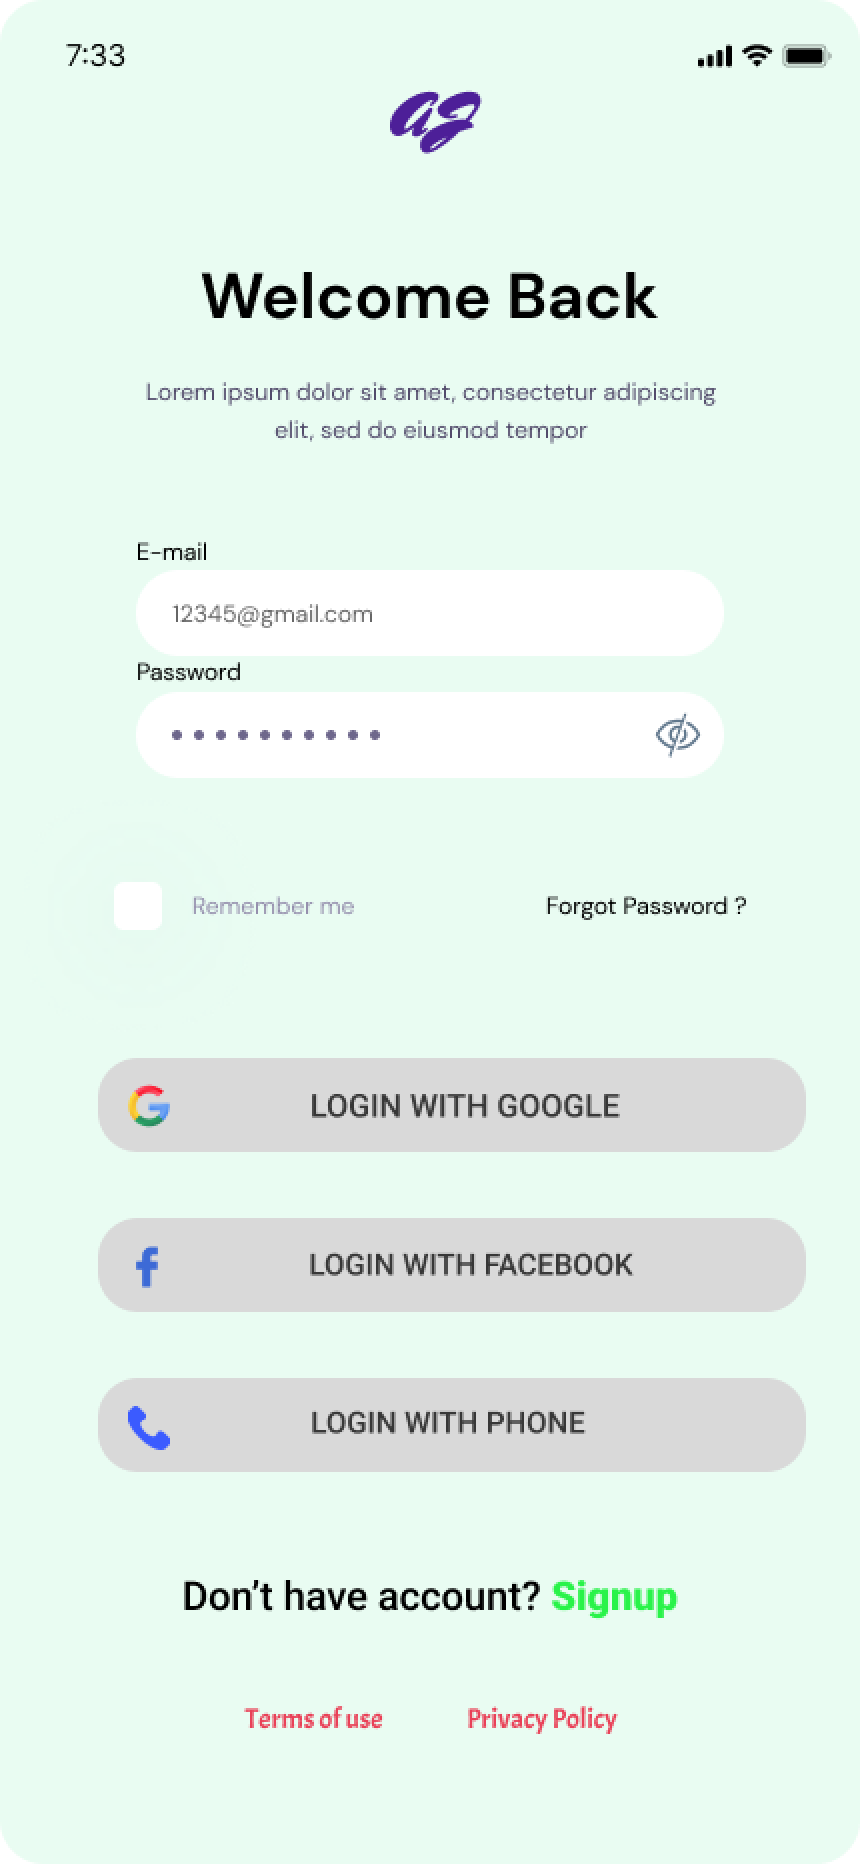 7:33
aJ
Welcome Back
Lorem ipsum dolor sit amet, consectetur adipiscing
elit, sed do eiusmod tempor
E-mail
12345@gmail.com
Password
Remember me
Forgot Password ?
LOGIN WITH GOOGLE
LOGIN WITH FACEBOOK
LOGIN WITH PHONE
Don’t have account? Signup
Terms of use
Privacy Policy